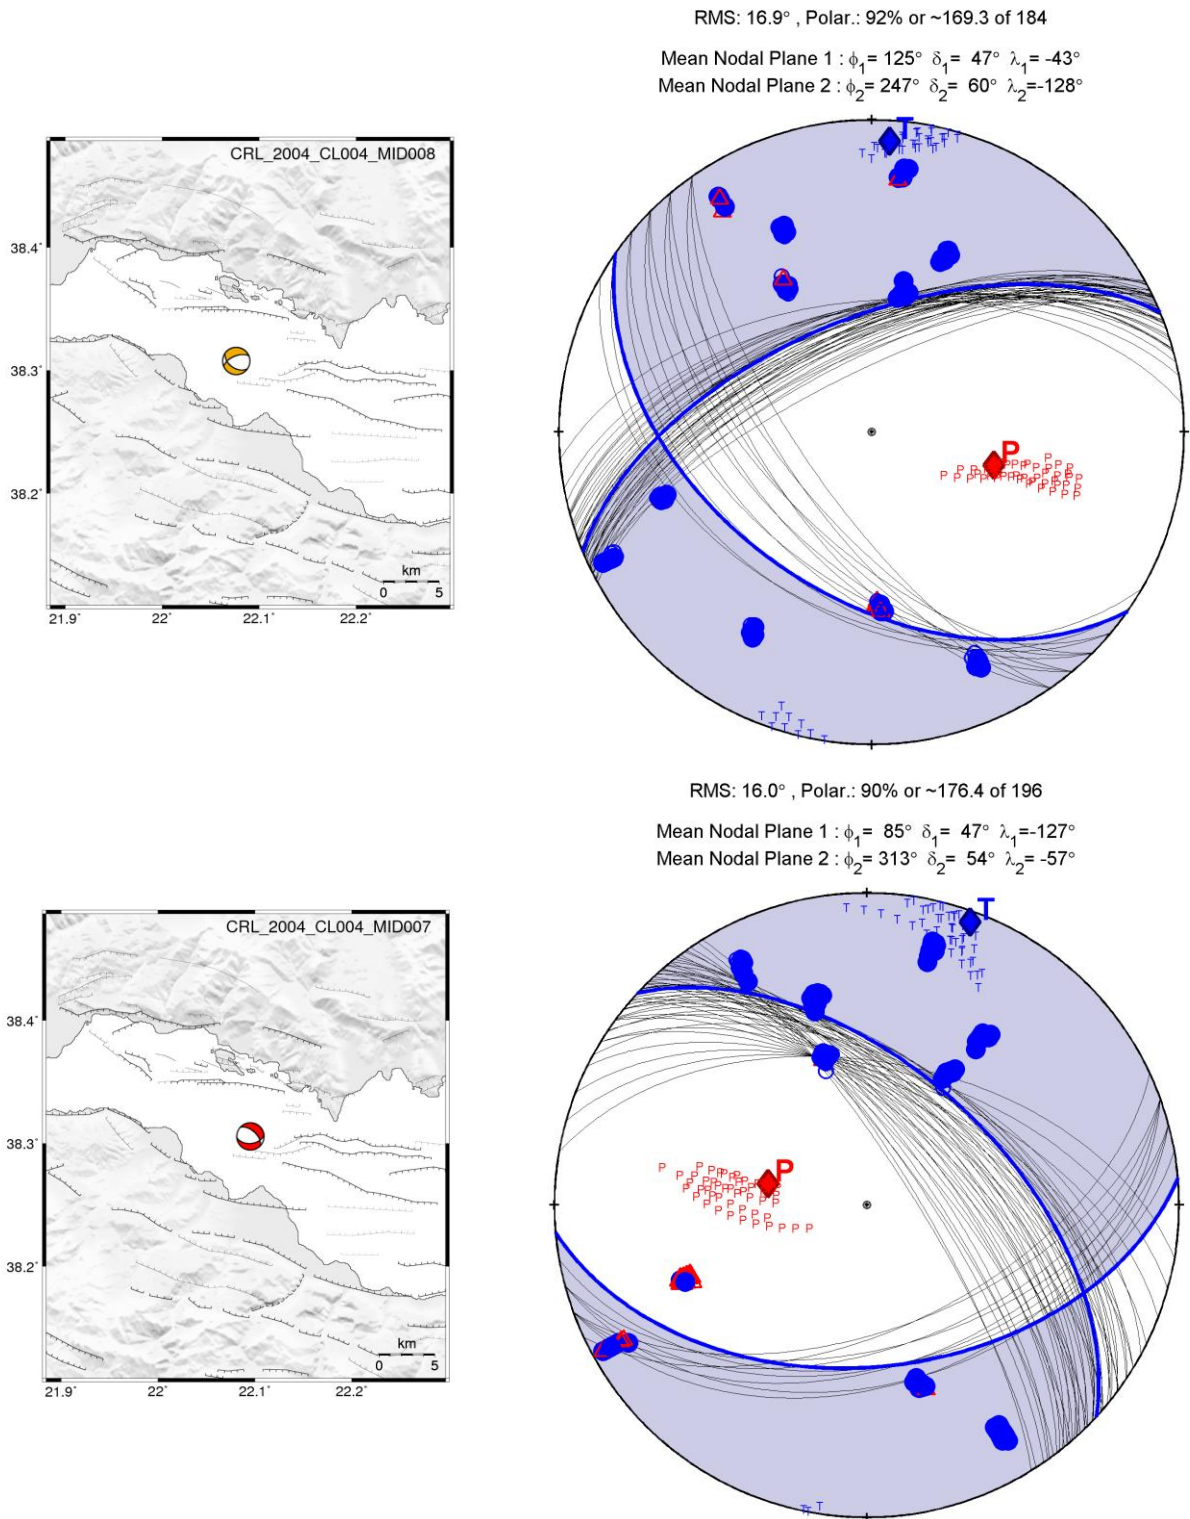 RMS: 16.9° , Polar.: 92% or ~169.3 of 184
Mean Nodal Plane 1 : ϕ₁= 125° δ₁= 47° λ₁= -43°
Mean Nodal Plane 2 : ϕ₂= 247° δ₂= 60° λ₂=-128°
CRL_2004_CL004_MID008
38.4°
38.3°
38.2°
km
0 5
21.9° 22° 22.1° 22.2°
T
P
RMS: 16.0° , Polar.: 90% or ~176.4 of 196
Mean Nodal Plane 1 : ϕ₁= 85° δ₁= 47° λ₁=-127°
Mean Nodal Plane 2 : ϕ₂= 313° δ₂= 54° λ₂= -57°
CRL_2004_CL004_MID007
38.4°
38.3°
38.2°
km
0 5
21.9° 22° 22.1° 22.2°
T
P